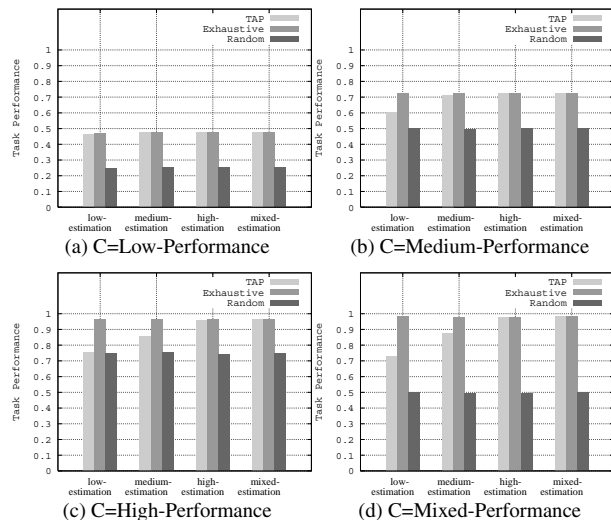 TAP
Exhaustive
Random
Task Performance
1
0.9
0.8
0.7
0.6
0.5
0.4
0.3
0.2
0.1
0
low-estimation
medium-estimation
high-estimation
mixed-estimation
(a) C=Low-Performance
TAP
Exhaustive
Random
Task Performance
1
0.9
0.8
0.7
0.6
0.5
0.4
0.3
0.2
0.1
0
low-estimation
medium-estimation
high-estimation
mixed-estimation
(b) C=Medium-Performance
TAP
Exhaustive
Random
Task Performance
1
0.9
0.8
0.7
0.6
0.5
0.4
0.3
0.2
0.1
0
low-estimation
medium-estimation
high-estimation
mixed-estimation
(c) C=High-Performance
TAP
Exhaustive
Random
Task Performance
1
0.9
0.8
0.7
0.6
0.5
0.4
0.3
0.2
0.1
0
low-estimation
medium-estimation
high-estimation
mixed-estimation
(d) C=Mixed-Performance